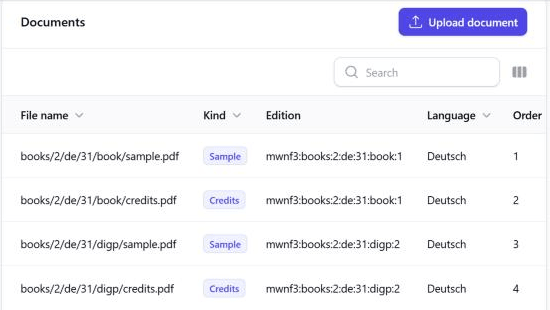 Documents
Upload document
Search
File name Kind Edition Language Order
books/2/de/31/book/sample.pdf Sample mwnf3:books:2:de:31:book:1 Deutsch 1
books/2/de/31/book/credits.pdf Credits mwnf3:books:2:de:31:book:1 Deutsch 2
books/2/de/31/digp/sample.pdf Sample mwnf3:books:2:de:31:digp:2 Deutsch 3
books/2/de/31/digp/credits.pdf Credits mwnf3:books:2:de:31:digp:2 Deutsch 4